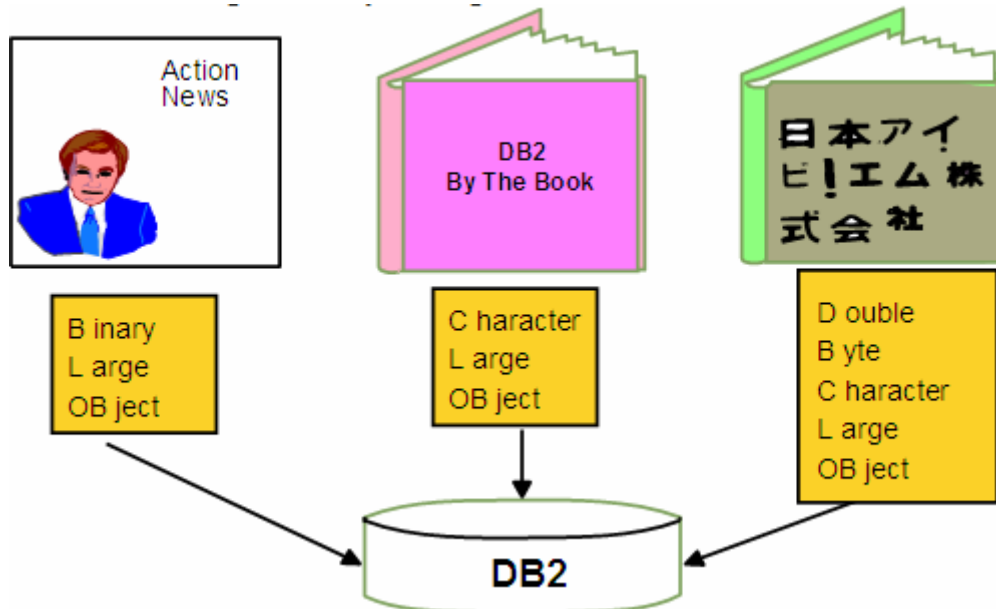 Action
News
DB2
By The Book
日本アイ
ビ!エム株
式会社
B inary
L arge
OB ject
C haracter
L arge
OB ject
D ouble
B yte
C haracter
L arge
OB ject
DB2